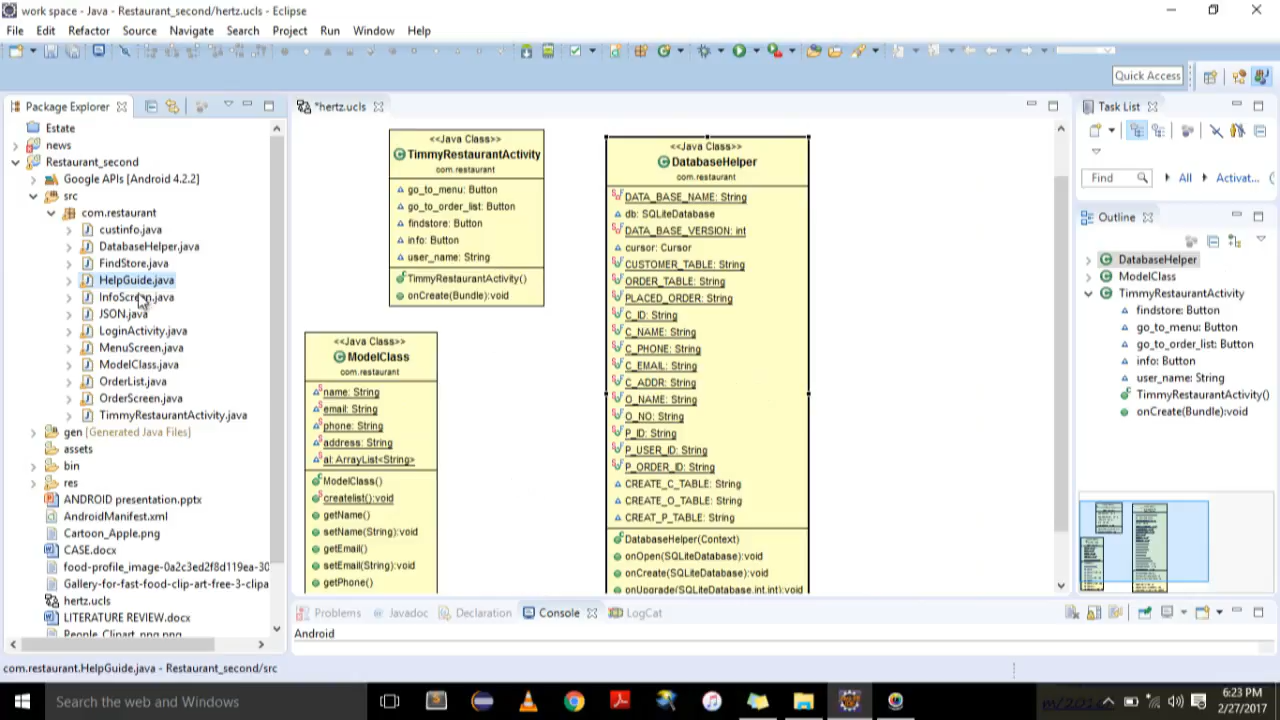 work space - Java - Restaurant_second/hertz.ucls - Eclipse
File Edit Refactor Source Navigate Search Project Run Window Help
Quick Access
Package Explorer
Estate
news
Restaurant_second
Google APIs [Android 4.2.2]
src
com.restaurant
custinfo.java
DatabaseHelper.java
FindStore.java
HelpGuide.java
InfoScreen.java
JSON.java
LoginActivity.java
MenuScreen.java
ModelClass.java
OrderList.java
OrderScreen.java
TimmyRestaurantActivity.java
gen [Generated Java Files]
assets
bin
res
ANDROID presentation.pptx
AndroidManifest.xml
Cartoon_Apple.png
CASE.docx
food-profile_image-0a2c3ed2f8d119ea-30
Gallery-for-fast-food-clip-art-free-3-clipa
hertz.ucls
LITERATURE REVIEW.docx
People_Clipart_png.png
*hertz.ucls
<<Java Class>>
TimmyRestaurantActivity
com.restaurant
go_to_menu: Button
go_to_order_list: Button
findstore: Button
info: Button
user_name: String
TimmyRestaurantActivity()
onCreate(Bundle):void
<<Java Class>>
ModelClass
com.restaurant
name: String
email: String
phone: String
address: String
al: ArrayList<String>
ModelClass()
createlist():void
getName()
setName(String):void
getEmail()
setEmail(String):void
getPhone()
<<Java Class>>
DatabaseHelper
com.restaurant
DATA_BASE_NAME: String
db: SQLiteDatabase
DATA_BASE_VERSION: int
cursor: Cursor
CUSTOMER_TABLE: String
ORDER_TABLE: String
PLACED_ORDER: String
C_ID: String
C_NAME: String
C_PHONE: String
C_EMAIL: String
C_ADDR: String
O_NAME: String
O_NO: String
P_ID: String
P_USER_ID: String
P_ORDER_ID: String
CREATE_C_TABLE: String
CREATE_O_TABLE: String
CREAT_P_TABLE: String
DatabaseHelper(Context)
onOpen(SQLiteDatabase):void
onCreate(SQLiteDatabase):void
onUpgrade(SQLiteDatabase,int,int):void
Task List
Find All Activat...
Outline
DatabaseHelper
ModelClass
TimmyRestaurantActivity
findstore: Button
go_to_menu: Button
go_to_order_list: Button
info: Button
user_name: String
TimmyRestaurantActivity()
onCreate(Bundle):void
Problems Javadoc Declaration Console LogCat
Android
com.restaurant.HelpGuide.java - Restaurant_second/src
Search the web and Windows
6:23 PM
2/27/2017